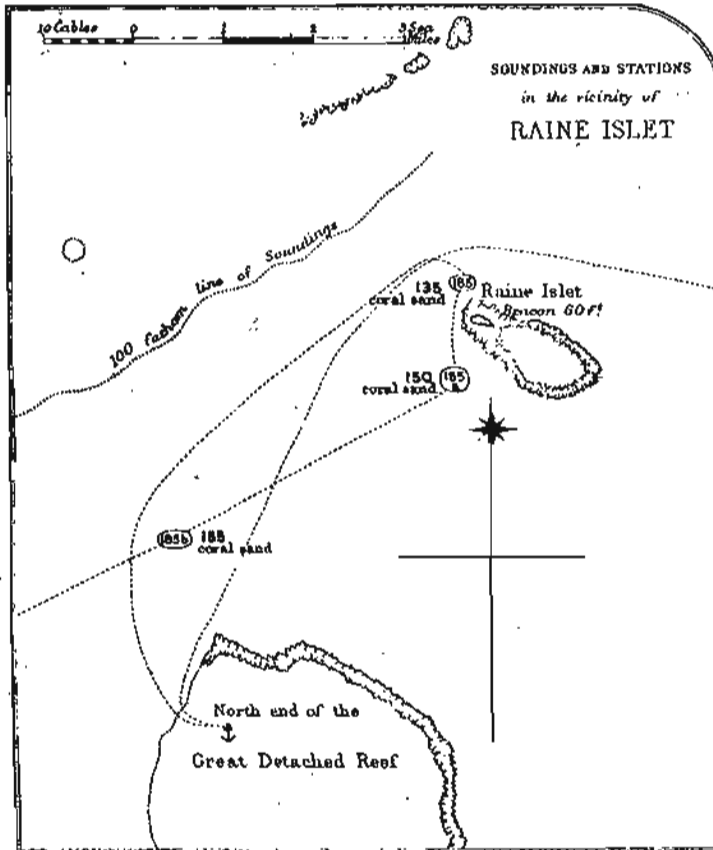 10 Cables 0 1 2 3 Sea Miles
SOUNDINGS AND STATIONS
in the vicinity of
RAINE ISLET
100 fathom line of Soundings
135
coral sand
185
Raine Islet
Beacon 60 ft
150
coral sand
185
a
185b
155
coral sand
North end of the
Great Detached Reef